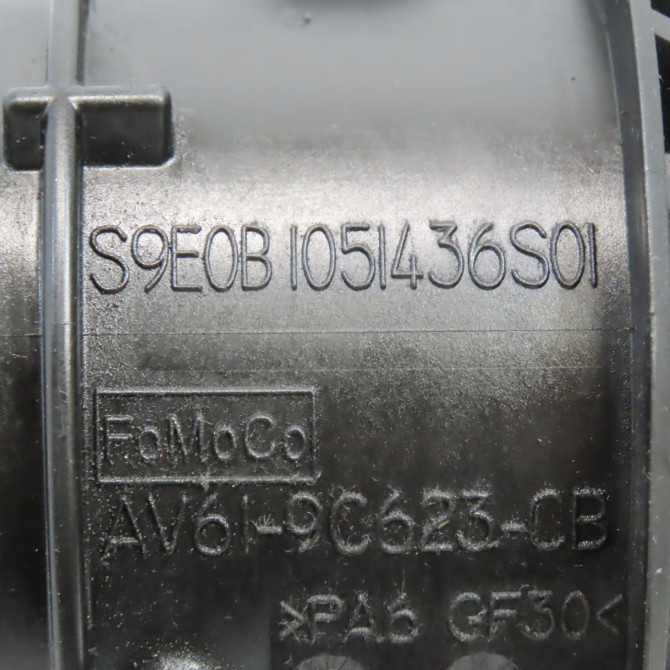 S9E0B 1051436S01
FoMoCo
AV61-9C623-CB
>PA6 GF30<